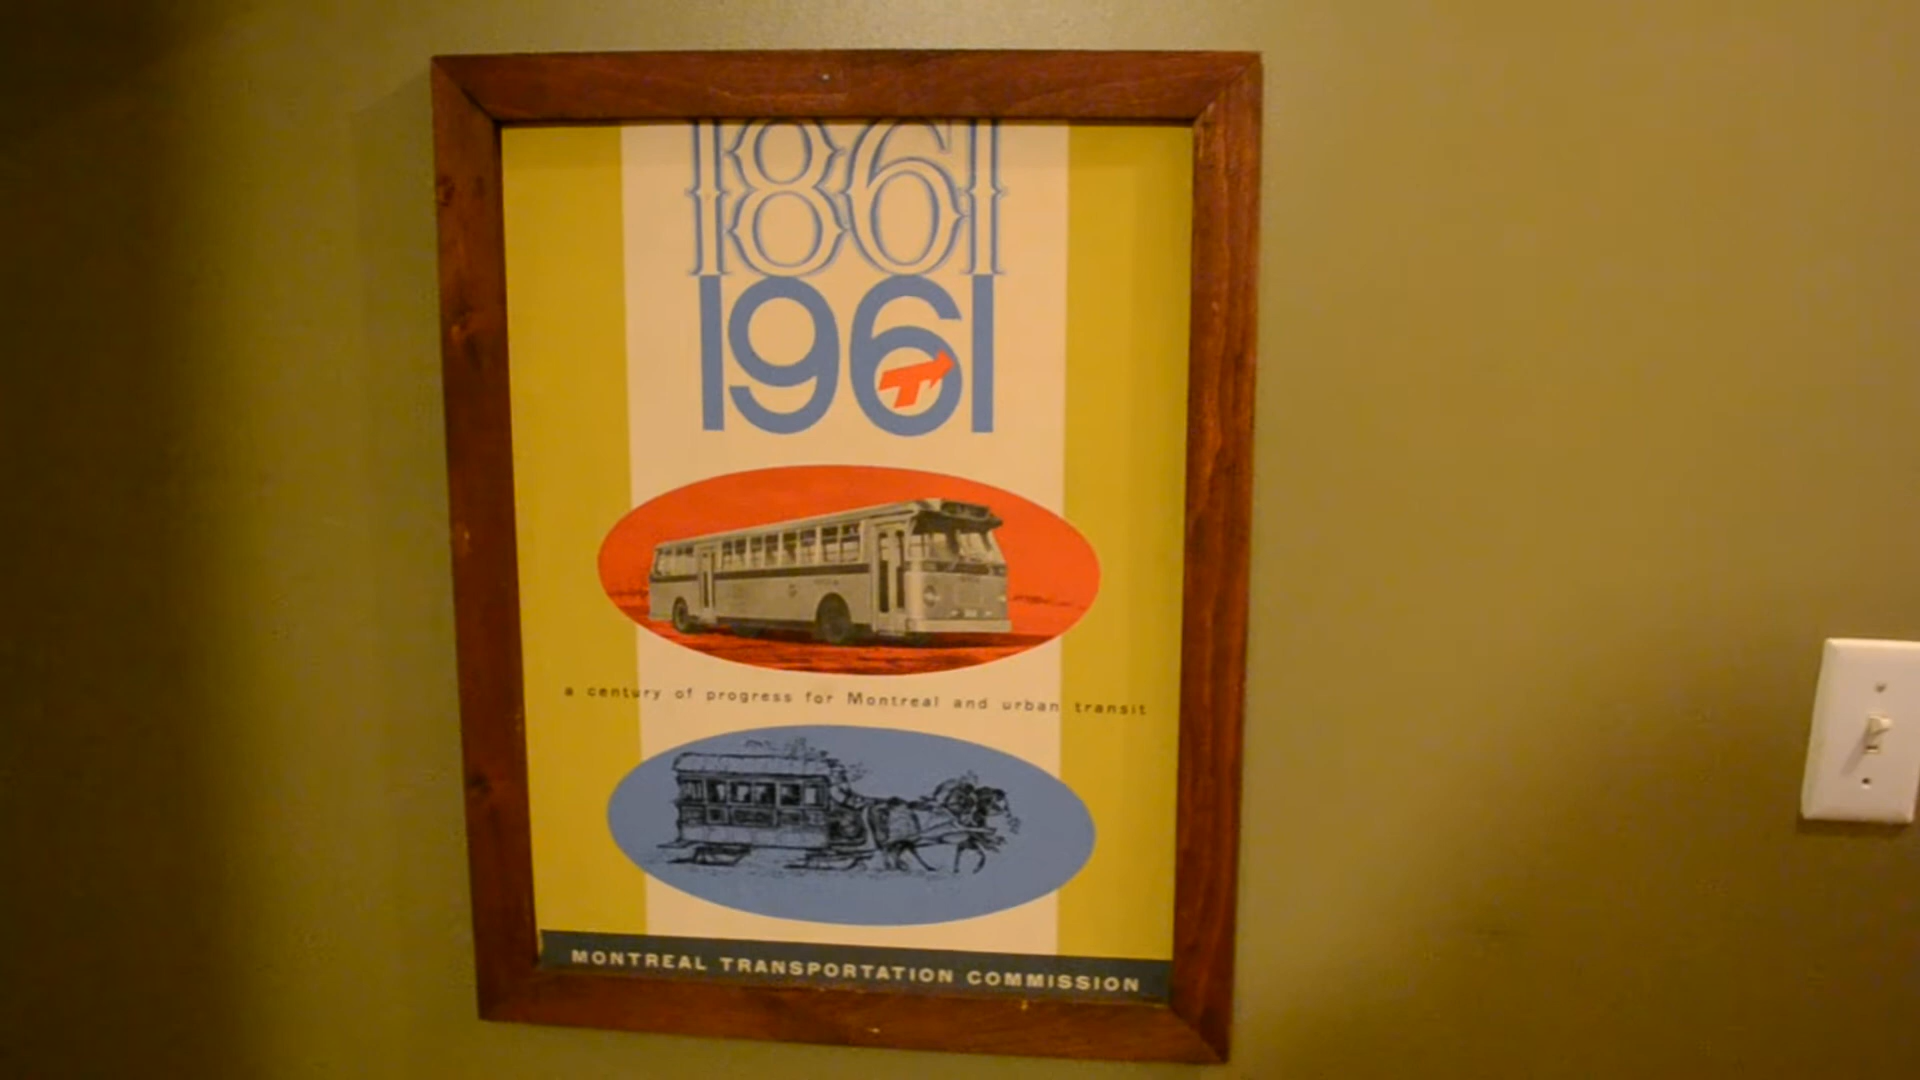 1861
1961
a century of progress for Montreal and urban transit
MONTREAL TRANSPORTATION COMMISSION